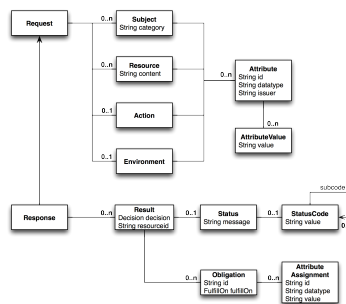 Request
0..n
Subject
String category
0..n
Resource
String content
0..n
Attribute
String id
String datatype
String issuer
0..1
Action
0..n
AttributeValue
String value
0..1
Environment
subcode
Response
0..n
Result
Decision decision
String resourceid
0..1
Status
String message
0..1
StatusCode
String value
0..n
Obligation
String id
FulfillOn fulfillOn
0..n
Attribute
Assignment
String id
String datatype
String value